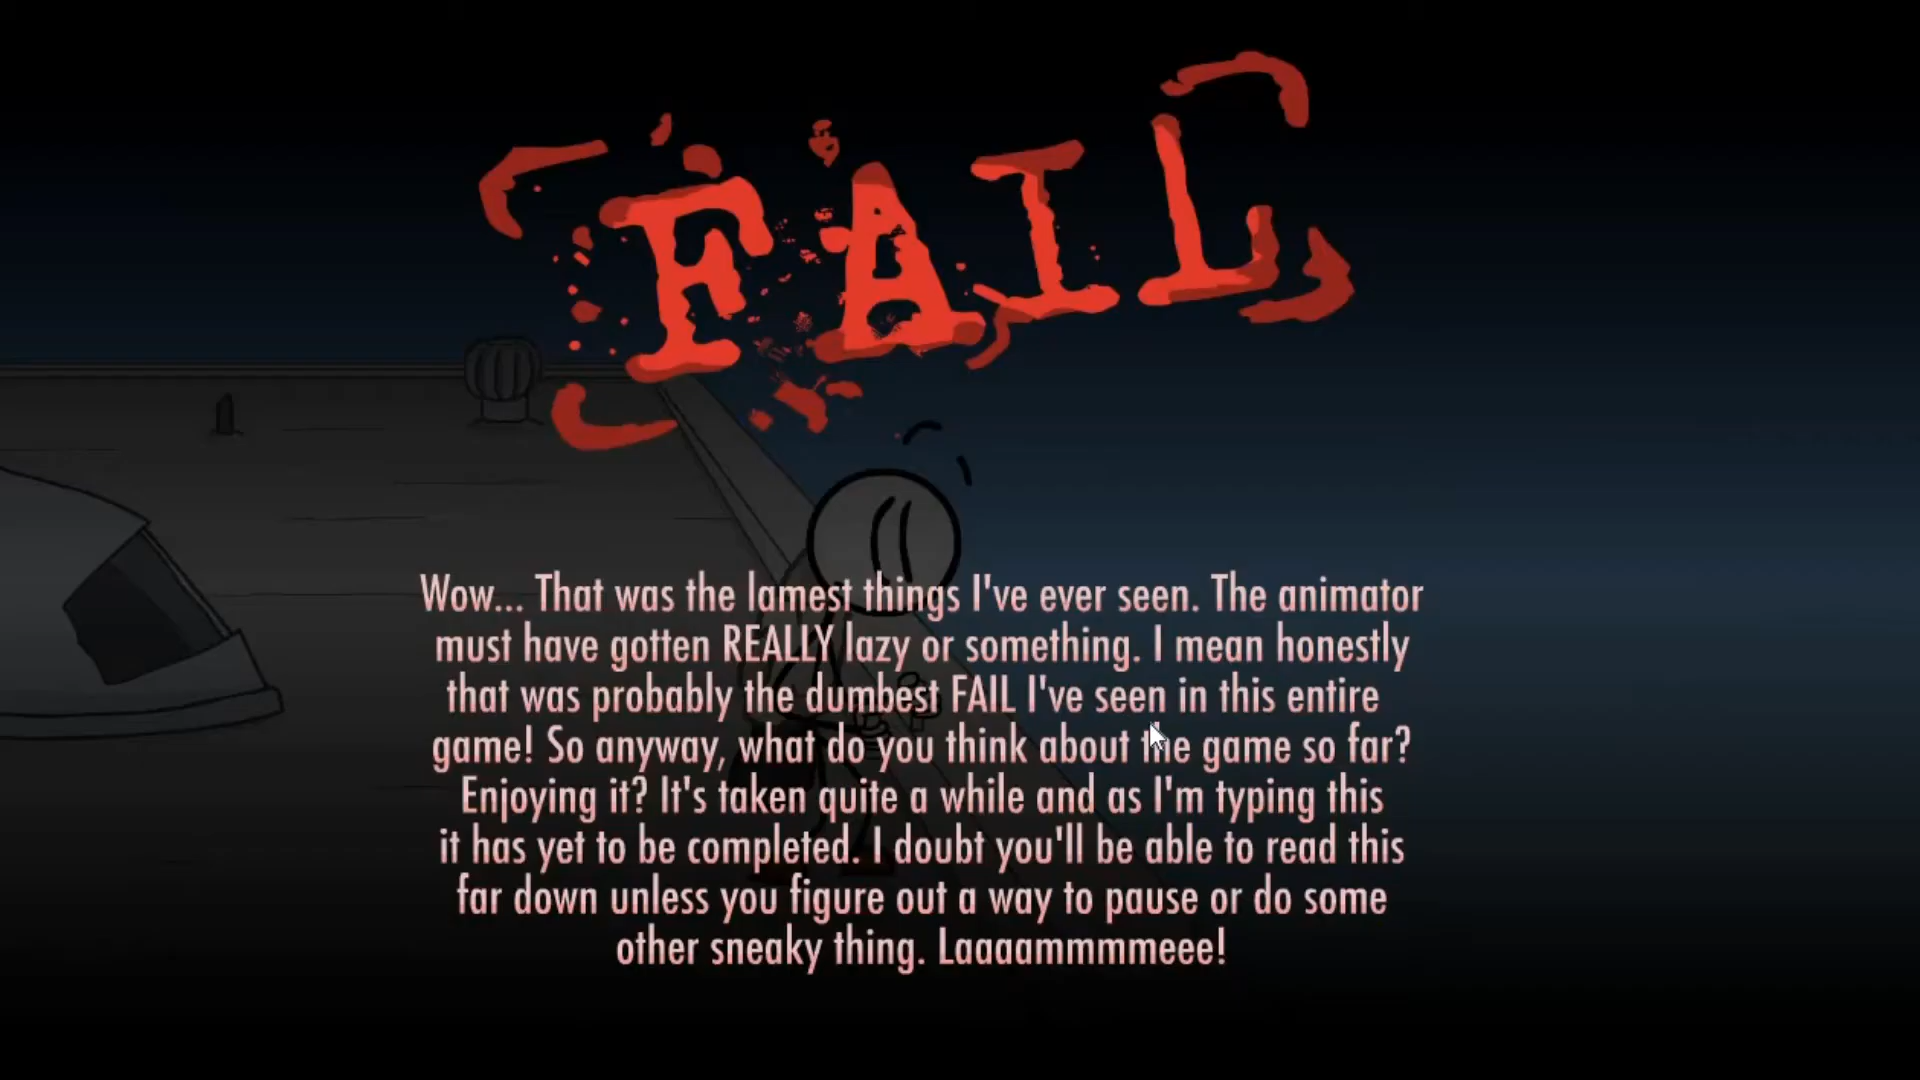 FAIL
Wow... That was the lamest things I've ever seen. The animator
must have gotten REALLY lazy or something. I mean honestly
that was probably the dumbest FAIL I've seen in this entire
game! So anyway, what do you think about the game so far?
Enjoying it? It's taken quite a while and as I'm typing this
it has yet to be completed. I doubt you'll be able to read this
far down unless you figure out a way to pause or do some
other sneaky thing. Laaaammmmeee!